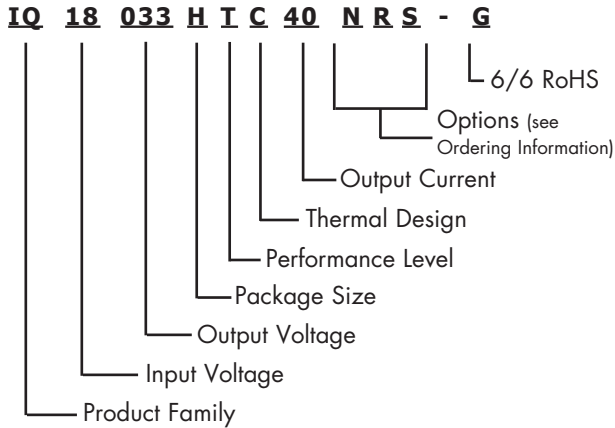 IQ 18 033 H T C 40 N R S - G
6/6 RoHS
Options (see
Ordering Information)
Output Current
Thermal Design
Performance Level
Package Size
Output Voltage
Input Voltage
Product Family